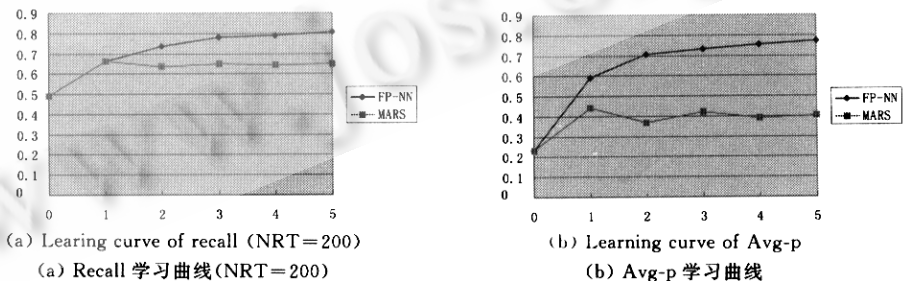 0.9
0.8
0.7
0.6
0.5
0.4
0.3
0.2
0.1
0
0 1 2 3 4 5
FP-NN
MARS
(a) Learing curve of recall (NRT=200)
(a) Recall 学习曲线(NRT=200)
0.9
0.8
0.7
0.6
0.5
0.4
0.3
0.2
0.1
0
0 1 2 3 4 5
FP-NN
MARS
(b) Learning curve of Avg-p
(b) Avg-p 学习曲线